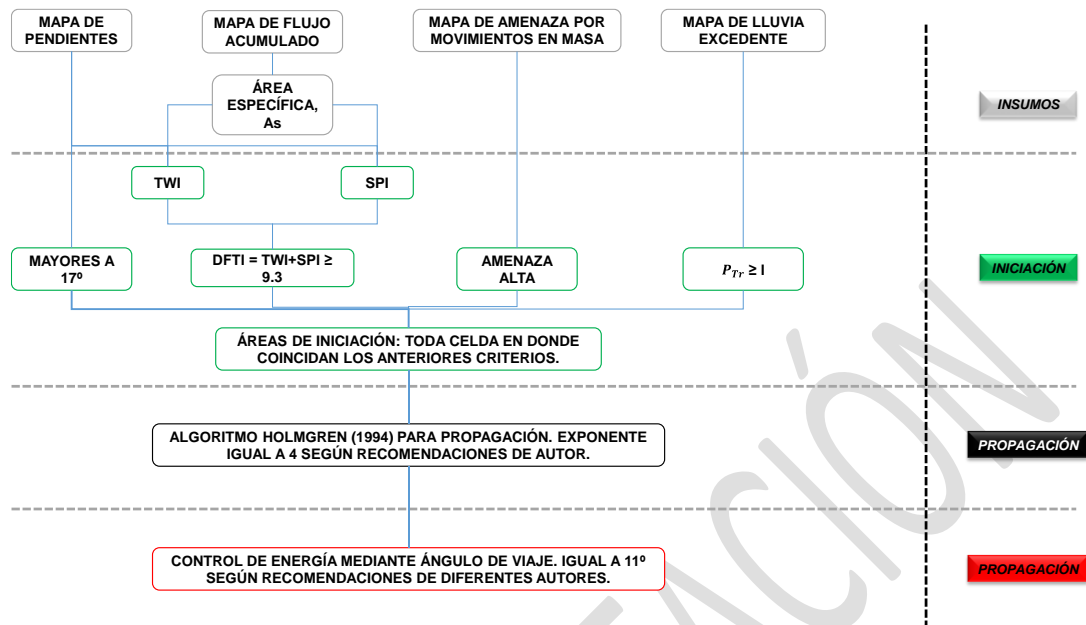 MAPA DE
PENDIENTES
MAPA DE FLUJO
ACUMULADO
MAPA DE AMENAZA POR
MOVIMIENTOS EN MASA
MAPA DE LLUVIA
EXCEDENTE
ÁREA
ESPECÍFICA,
As
INSUMOS
TWI
SPI
MAYORES A
17º
DFTI = TWI+SPI ≥
9.3
AMENAZA
ALTA
P_{Tr} ≥ I
INICIACIÓN
ÁREAS DE INICIACIÓN: TODA CELDA EN DONDE
COINCIDAN LOS ANTERIORES CRITERIOS.
ALGORITMO HOLMGREN (1994) PARA PROPAGACIÓN. EXPONENTE
IGUAL A 4 SEGÚN RECOMENDACIONES DE AUTOR.
PROPAGACIÓN
CONTROL DE ENERGÍA MEDIANTE ÁNGULO DE VIAJE. IGUAL A 11º
SEGÚN RECOMENDACIONES DE DIFERENTES AUTORES.
PROPAGACIÓN
TACIÓN